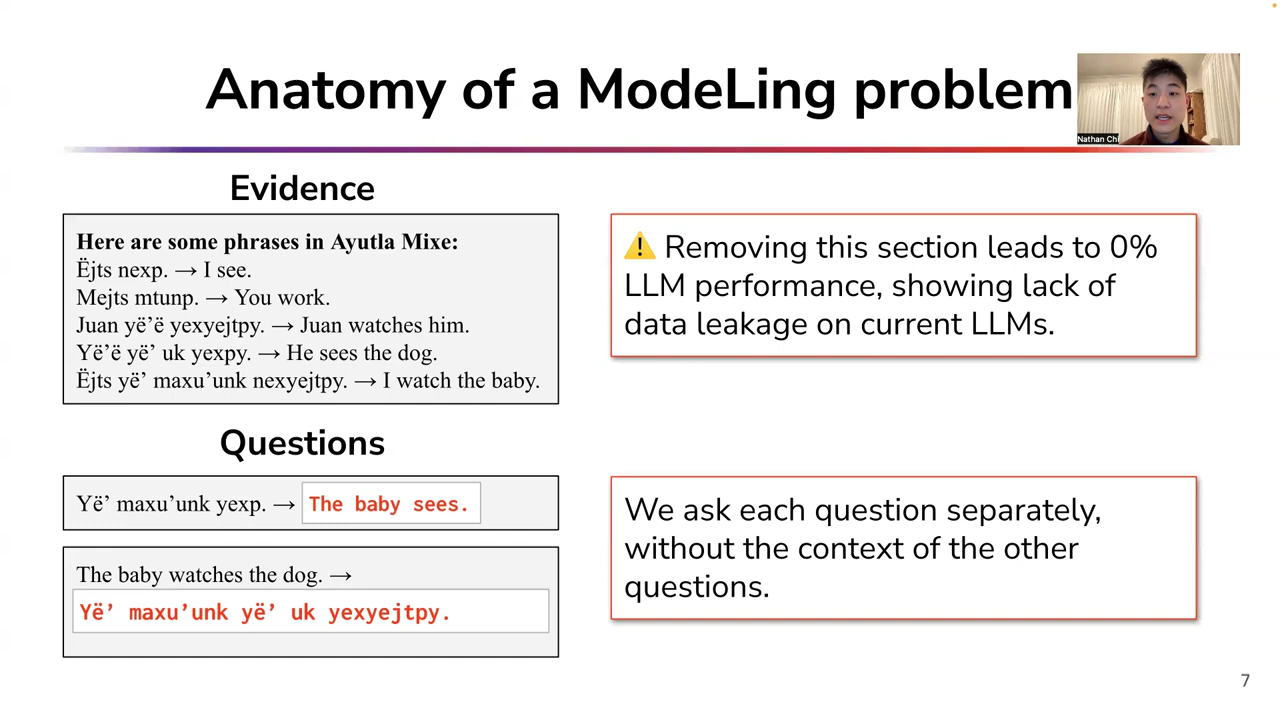 Anatomy of a ModeLing problem
Nathan Chi
Evidence
Here are some phrases in Ayutla Mixe:
Ëjts nexp. → I see.
Mejts mtunp. → You work.
Juan yë’ë yexyejtpy. → Juan watches him.
Yë’ë yë’ uk yexpy. → He sees the dog.
Ëjts yë’ maxu’unk nexyejtpy. → I watch the baby.
⚠️ Removing this section leads to 0%
LLM performance, showing lack of
data leakage on current LLMs.
Questions
Yë’ maxu’unk yexp. → The baby sees.
The baby watches the dog. →
Yë’ maxu’unk yë’ uk yexyejtpy.
We ask each question separately,
without the context of the other
questions.
7